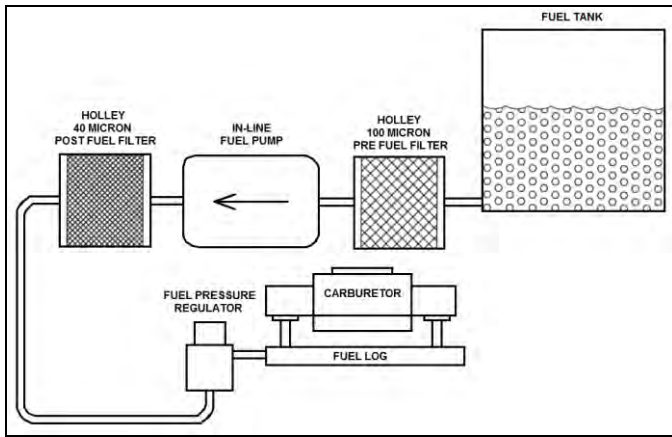 FUEL TANK
HOLLEY
40 MICRON
POST FUEL FILTER
IN-LINE
FUEL PUMP
HOLLEY
100 MICRON
PRE FUEL FILTER
FUEL PRESSURE
REGULATOR
CARBURETOR
FUEL LOG